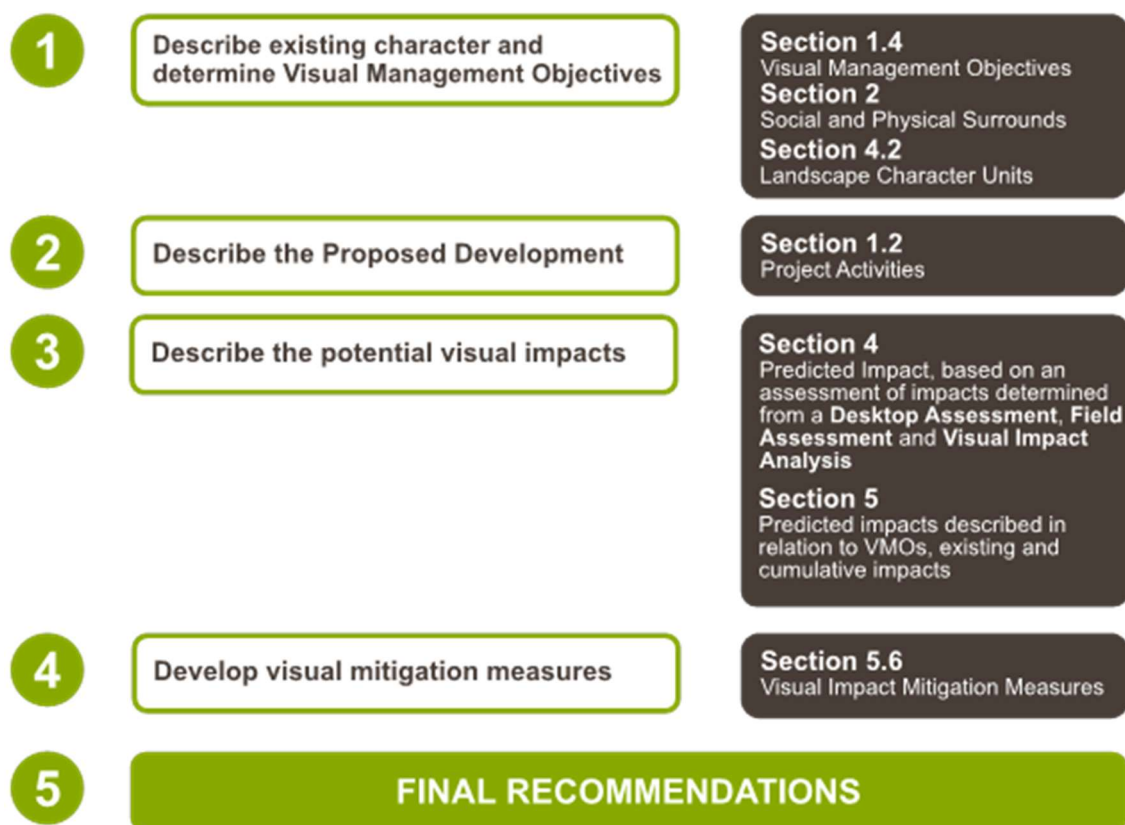 1
Describe existing character and
determine Visual Management Objectives
Section 1.4
Visual Management Objectives
Section 2
Social and Physical Surrounds
Section 4.2
Landscape Character Units
2
Describe the Proposed Development
Section 1.2
Project Activities
3
Describe the potential visual impacts
Section 4
Predicted Impact, based on an
assessment of impacts determined
from a Desktop Assessment, Field
Assessment and Visual Impact
Analysis
Section 5
Predicted impacts described in
relation to VMOs, existing and
cumulative impacts
4
Develop visual mitigation measures
Section 5.6
Visual Impact Mitigation Measures
5
FINAL RECOMMENDATIONS